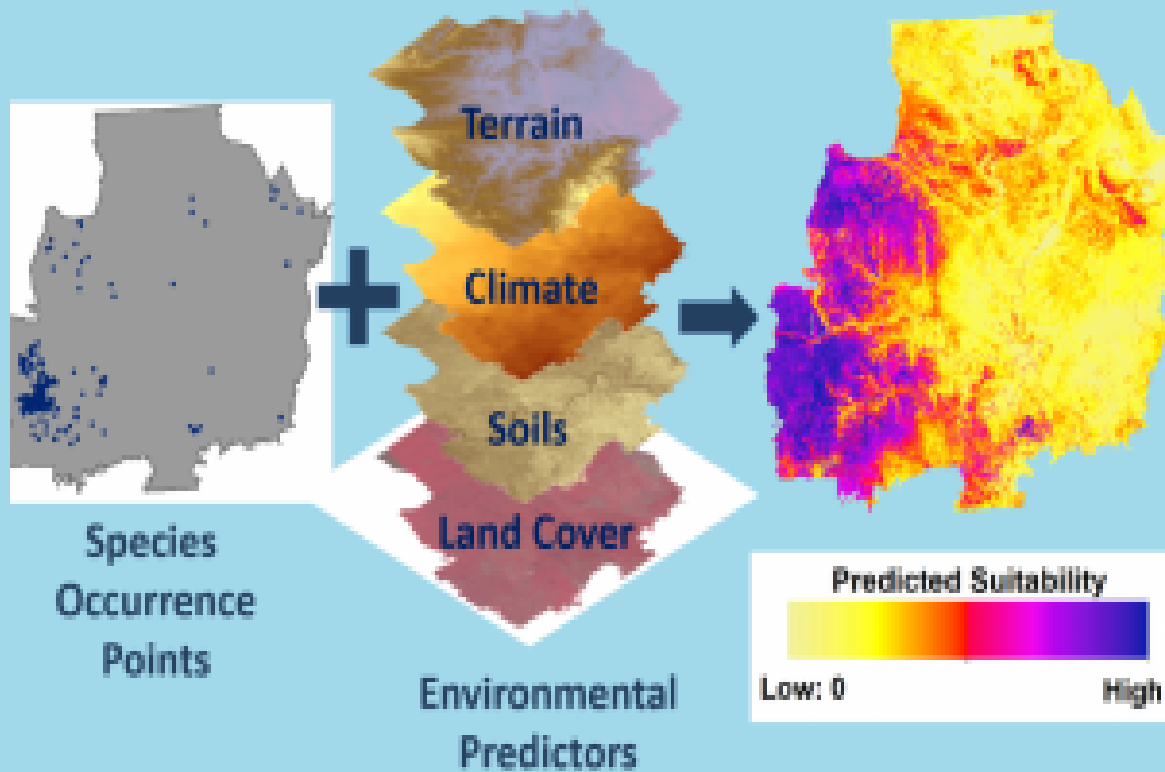 Species
Occurrence
Points
Terrain
Climate
Soils
Land Cover
Environmental
Predictors
Predicted Suitability
Low: 0
High